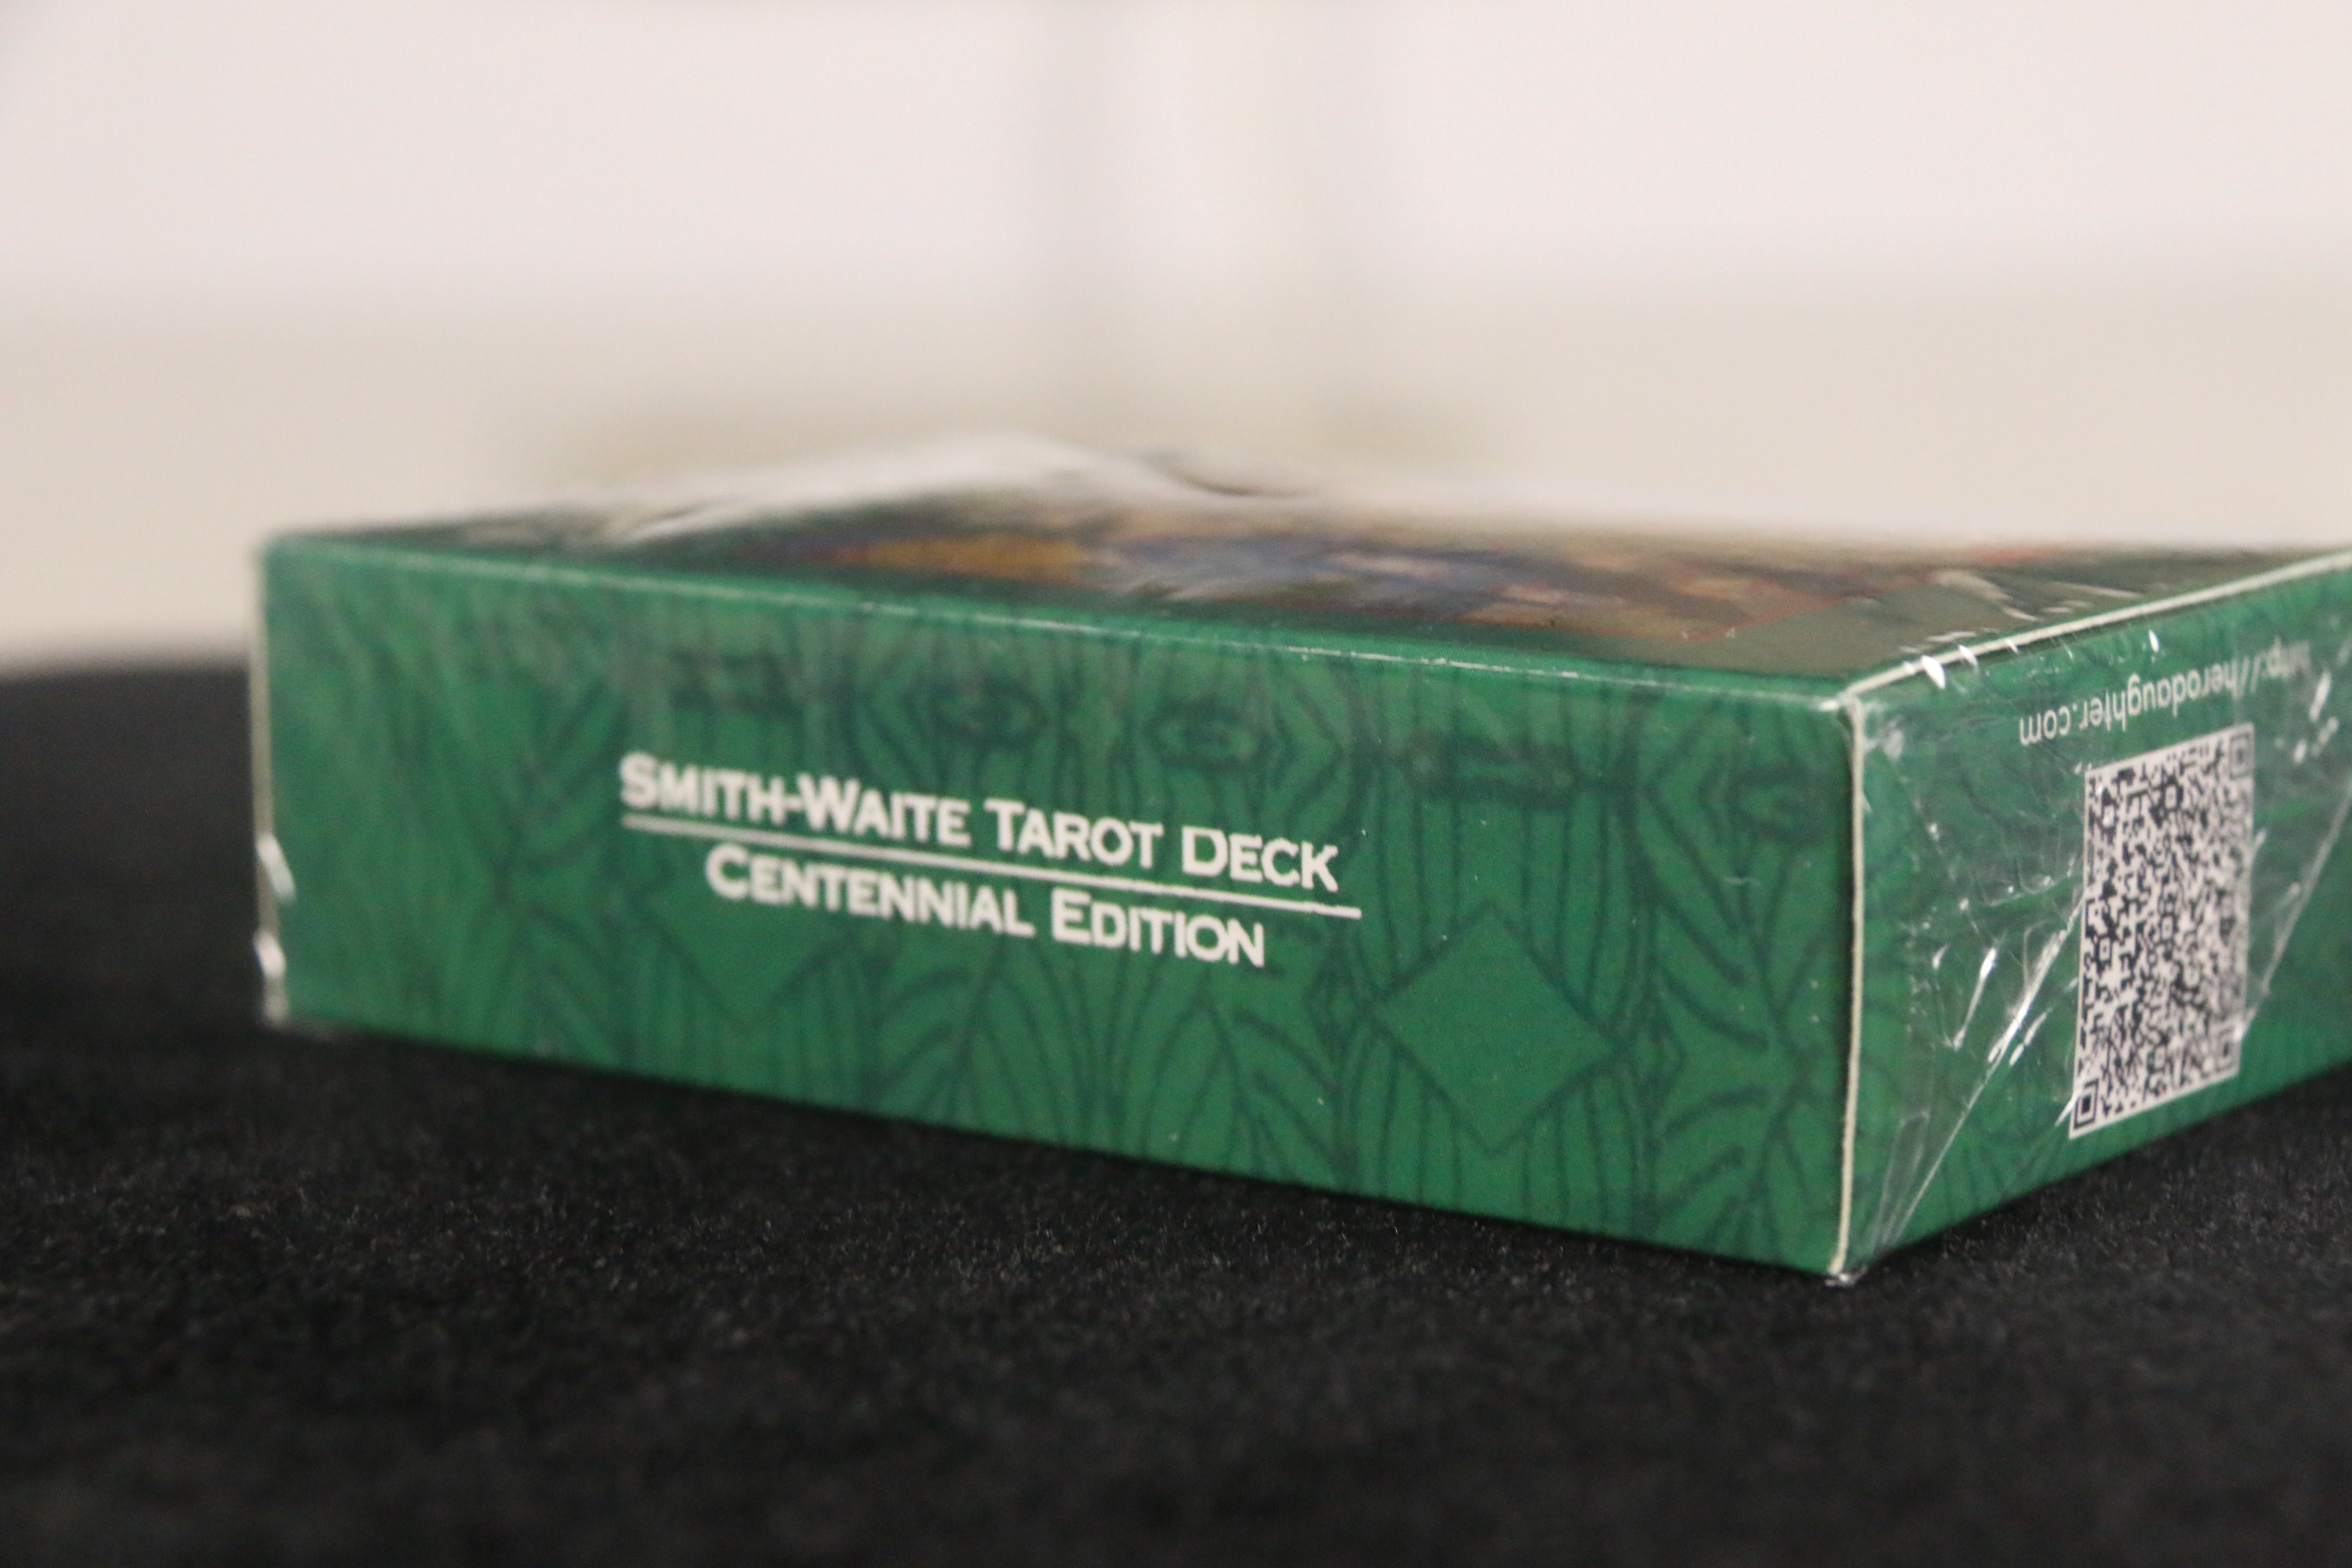 SMITH-WAITE TAROT DECK
CENTENNIAL EDITION
http://herodaughter.com